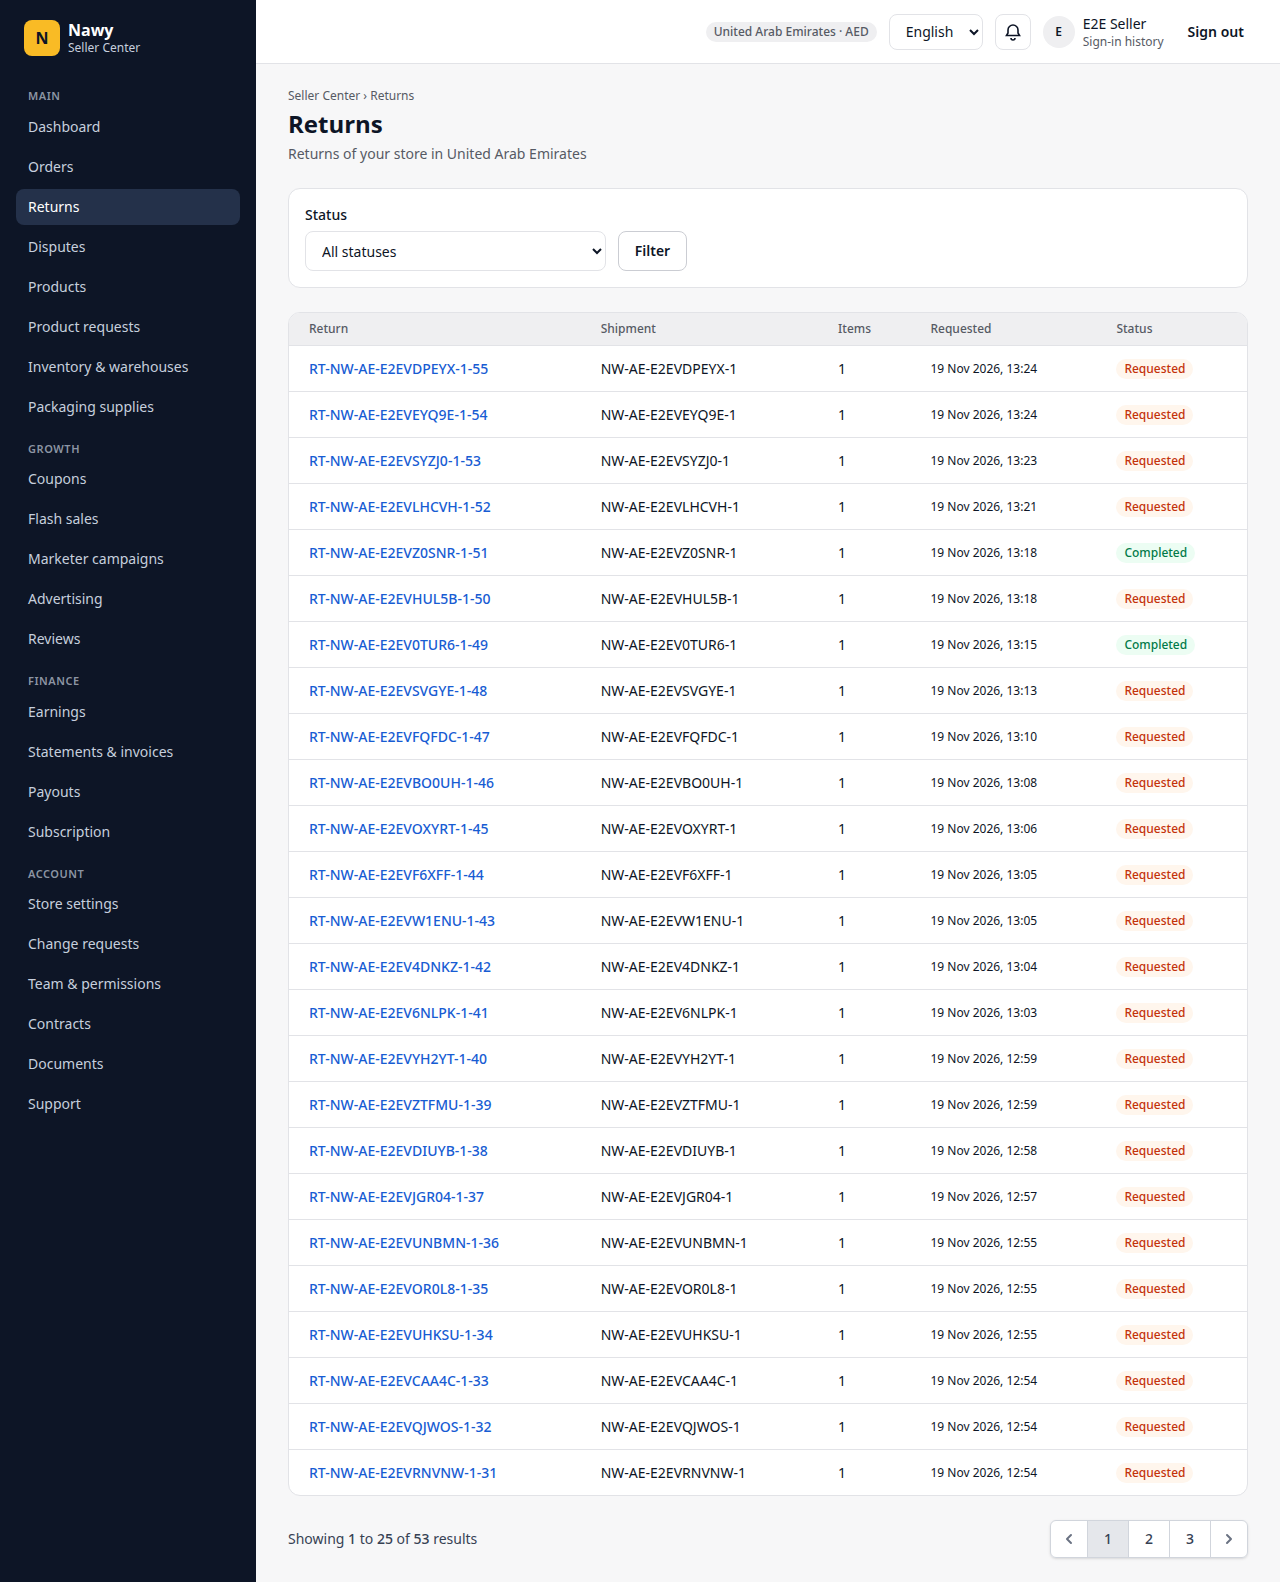 N
Nawy
Seller Center
MAIN
Dashboard
Orders
Returns
Disputes
Products
Product requests
Inventory & warehouses
Packaging supplies
GROWTH
Coupons
Flash sales
Marketer campaigns
Advertising
Reviews
FINANCE
Earnings
Statements & invoices
Payouts
Subscription
ACCOUNT
Store settings
Change requests
Team & permissions
Contracts
Documents
Support
United Arab Emirates · AED
English
E
E2E Seller
Sign-in history
Sign out
Seller Center › Returns
Returns
Returns of your store in United Arab Emirates
Status
All statuses
Filter
Return Shipment Items Requested Status
RT-NW-AE-E2EVDPEYX-1-55 NW-AE-E2EVDPEYX-1 1 19 Nov 2026, 13:24 Requested
RT-NW-AE-E2EVEYQ9E-1-54 NW-AE-E2EVEYQ9E-1 1 19 Nov 2026, 13:24 Requested
RT-NW-AE-E2EVSYZJ0-1-53 NW-AE-E2EVSYZJ0-1 1 19 Nov 2026, 13:23 Requested
RT-NW-AE-E2EVLHCVH-1-52 NW-AE-E2EVLHCVH-1 1 19 Nov 2026, 13:21 Requested
RT-NW-AE-E2EVZ0SNR-1-51 NW-AE-E2EVZ0SNR-1 1 19 Nov 2026, 13:18 Completed
RT-NW-AE-E2EVHUL5B-1-50 NW-AE-E2EVHUL5B-1 1 19 Nov 2026, 13:18 Requested
RT-NW-AE-E2EV0TUR6-1-49 NW-AE-E2EV0TUR6-1 1 19 Nov 2026, 13:15 Completed
RT-NW-AE-E2EVSVGYE-1-48 NW-AE-E2EVSVGYE-1 1 19 Nov 2026, 13:13 Requested
RT-NW-AE-E2EVFQFDC-1-47 NW-AE-E2EVFQFDC-1 1 19 Nov 2026, 13:10 Requested
RT-NW-AE-E2EVBO0UH-1-46 NW-AE-E2EVBO0UH-1 1 19 Nov 2026, 13:08 Requested
RT-NW-AE-E2EVOXYRT-1-45 NW-AE-E2EVOXYRT-1 1 19 Nov 2026, 13:06 Requested
RT-NW-AE-E2EVF6XFF-1-44 NW-AE-E2EVF6XFF-1 1 19 Nov 2026, 13:05 Requested
RT-NW-AE-E2EVW1ENU-1-43 NW-AE-E2EVW1ENU-1 1 19 Nov 2026, 13:05 Requested
RT-NW-AE-E2EV4DNKZ-1-42 NW-AE-E2EV4DNKZ-1 1 19 Nov 2026, 13:04 Requested
RT-NW-AE-E2EV6NLPK-1-41 NW-AE-E2EV6NLPK-1 1 19 Nov 2026, 13:03 Requested
RT-NW-AE-E2EVYH2YT-1-40 NW-AE-E2EVYH2YT-1 1 19 Nov 2026, 12:59 Requested
RT-NW-AE-E2EVZTFMU-1-39 NW-AE-E2EVZTFMU-1 1 19 Nov 2026, 12:59 Requested
RT-NW-AE-E2EVDIUYB-1-38 NW-AE-E2EVDIUYB-1 1 19 Nov 2026, 12:58 Requested
RT-NW-AE-E2EVJGR04-1-37 NW-AE-E2EVJGR04-1 1 19 Nov 2026, 12:57 Requested
RT-NW-AE-E2EVUNBMN-1-36 NW-AE-E2EVUNBMN-1 1 19 Nov 2026, 12:55 Requested
RT-NW-AE-E2EVOR0L8-1-35 NW-AE-E2EVOR0L8-1 1 19 Nov 2026, 12:55 Requested
RT-NW-AE-E2EVUHKSU-1-34 NW-AE-E2EVUHKSU-1 1 19 Nov 2026, 12:55 Requested
RT-NW-AE-E2EVCAA4C-1-33 NW-AE-E2EVCAA4C-1 1 19 Nov 2026, 12:54 Requested
RT-NW-AE-E2EVQJWOS-1-32 NW-AE-E2EVQJWOS-1 1 19 Nov 2026, 12:54 Requested
RT-NW-AE-E2EVRNVNW-1-31 NW-AE-E2EVRNVNW-1 1 19 Nov 2026, 12:54 Requested
Showing 1 to 25 of 53 results
1 2 3